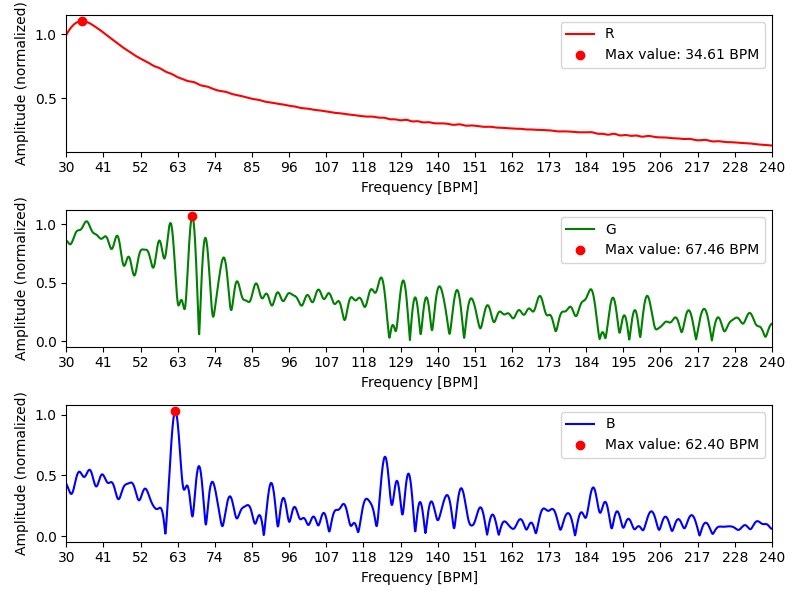 Amplitude (normalized)
1.0
0.5
R
Max value: 34.61 BPM
30 41 52 63 74 85 96 107 118 129 140 151 162 173 184 195 206 217 228 240
Frequency [BPM]
Amplitude (normalized)
1.0
0.5
0.0
G
Max value: 67.46 BPM
30 41 52 63 74 85 96 107 118 129 140 151 162 173 184 195 206 217 228 240
Frequency [BPM]
Amplitude (normalized)
1.0
0.5
0.0
B
Max value: 62.40 BPM
30 41 52 63 74 85 96 107 118 129 140 151 162 173 184 195 206 217 228 240
Frequency [BPM]